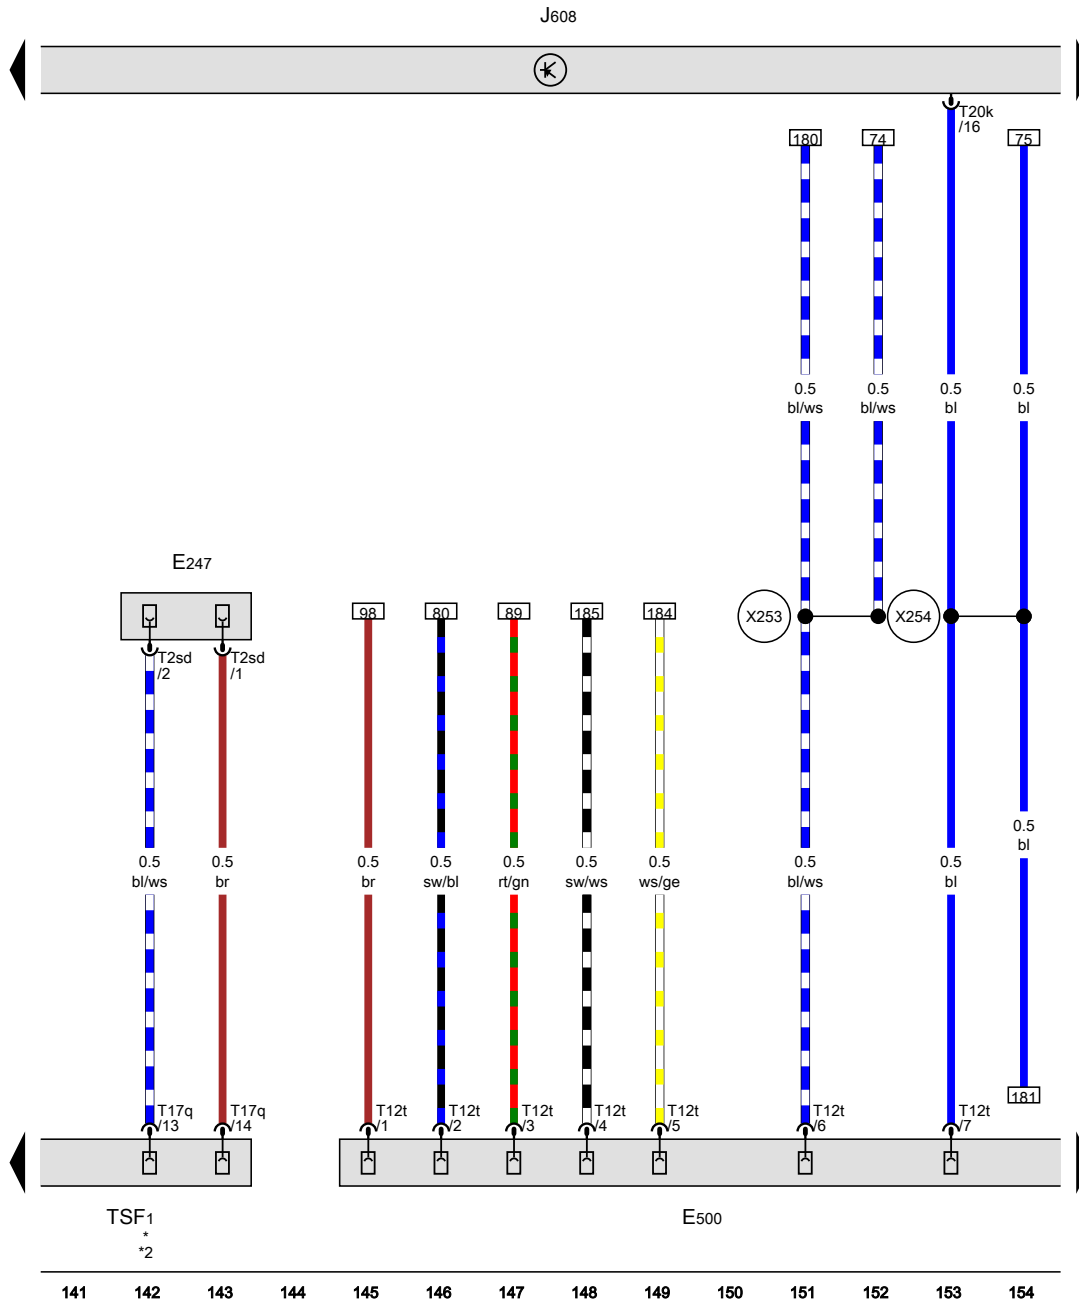 J608
T20k
/16
180
74
75
0.5 0.5 0.5 0.5
bl/ws bl/ws bl bl
E247
98 80 89 185 184
X253 X254
T2sd
/2
T2sd
/1
0.5
bl
0.5 0.5 0.5 0.5 0.5 0.5 0.5 0.5 0.5
bl/ws br br sw/bl rt/gn sw/ws ws/ge bl/ws bl
181
T17q
/13
T17q
/14
T12t
/1
T12t
/2
T12t
/3
T12t
/4
T12t
/5
T12t
/6
T12t
/7
TSF1
*
*2
E500
141 142 143 144 145 146 147 148 149 150 151 152 153 154